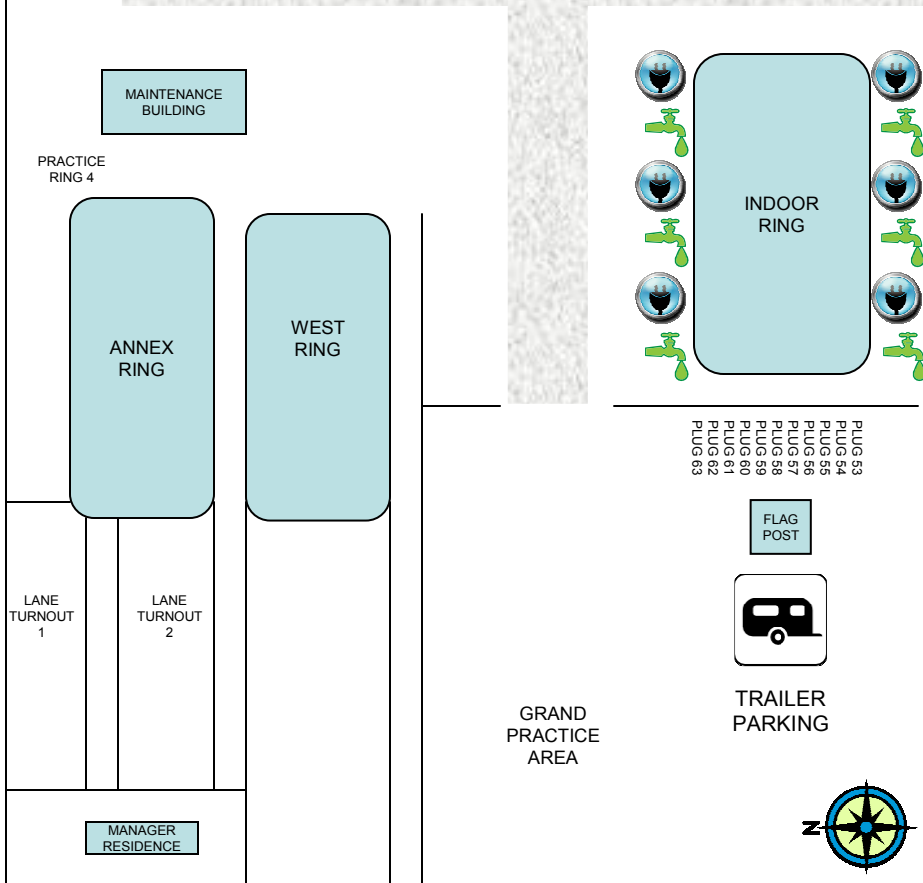 MAINTENANCE
BUILDING
PRACTICE
RING 4
INDOOR
RING
ANNEX
RING
WEST
RING
PLUG 63
PLUG 62
PLUG 61
PLUG 60
PLUG 59
PLUG 58
PLUG 57
PLUG 56
PLUG 55
PLUG 54
PLUG 53
FLAG
POST
LANE
TURNOUT
1
LANE
TURNOUT
2
TRAILER
PARKING
GRAND
PRACTICE
AREA
MANAGER
RESIDENCE
N